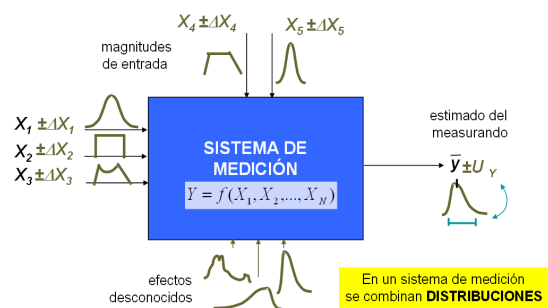 X4 ±ΔX4
X5 ±ΔX5
magnitudes
de entrada
X1 ±ΔX1
X2 ±ΔX2
X3 ±ΔX3
SISTEMA DE
MEDICIÓN
Y = f(X1, X2,..., XN)
estimado del
measurando
y̅ ±U Y
efectos
desconocidos
En un sistema de medición
se combinan DISTRIBUCIONES